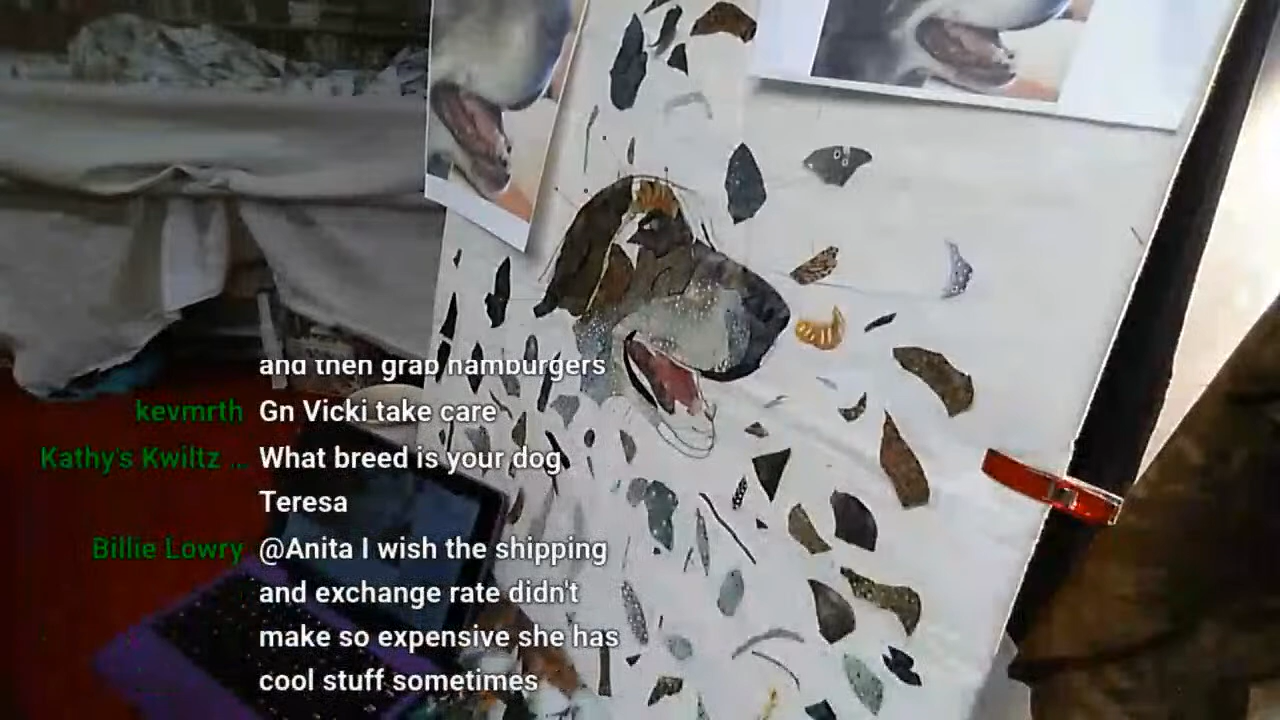 and then grab hamburgers
kevmrth Gn Vicki take care
Kathy's Kwiltz ... What breed is your dog
Teresa
Billie Lowry @Anita I wish the shipping
and exchange rate didn't
make so expensive she has
cool stuff sometimes